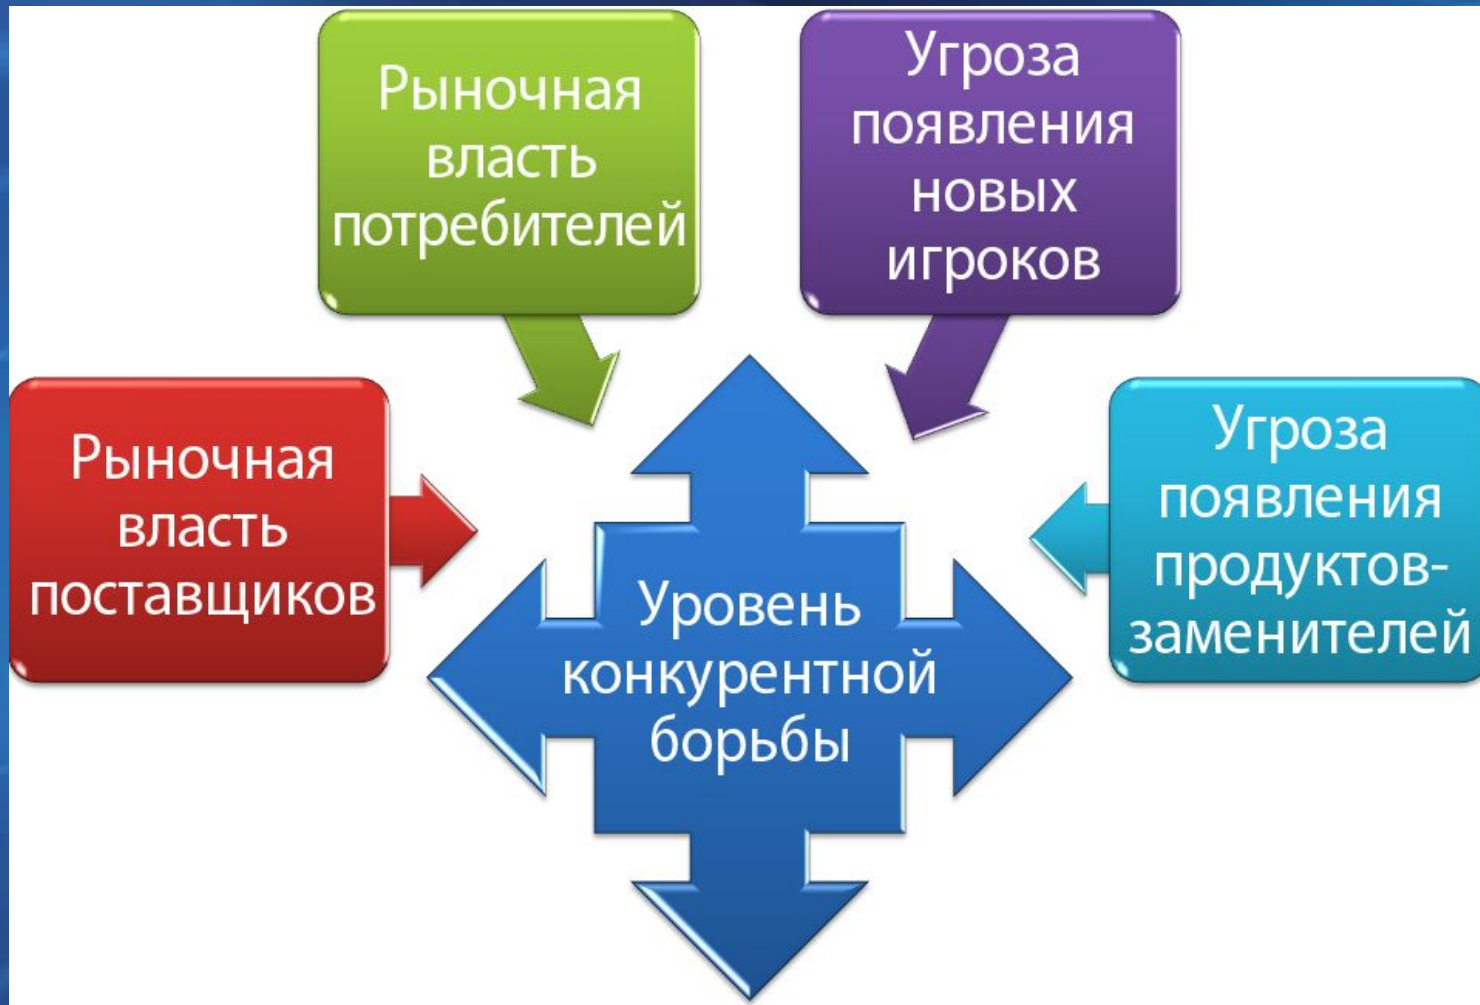 Рыночная
власть
потребителей
Угроза
появления
новых
игроков
Рыночная
власть
поставщиков
Угроза
появления
продуктов-
заменителей
Уровень
конкурентной
борьбы